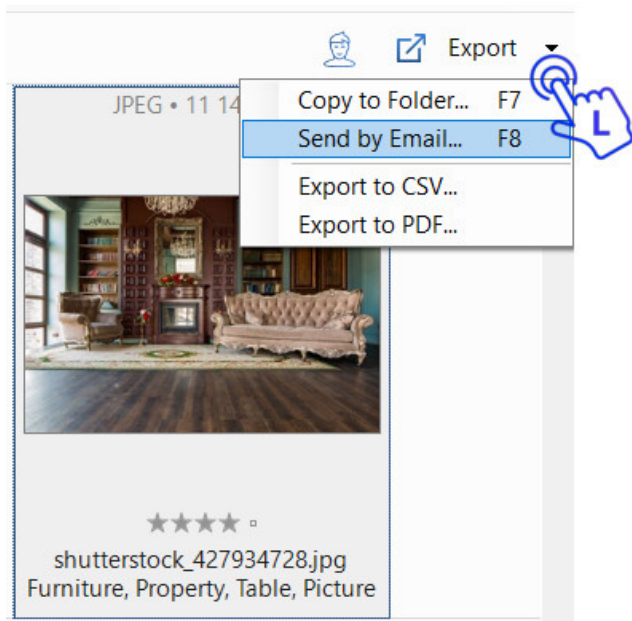 Export
JPEG • 11 14
Copy to Folder... F7
Send by Email... F8
Export to CSV...
Export to PDF...
L
shutterstock_427934728.jpg
Furniture, Property, Table, Picture